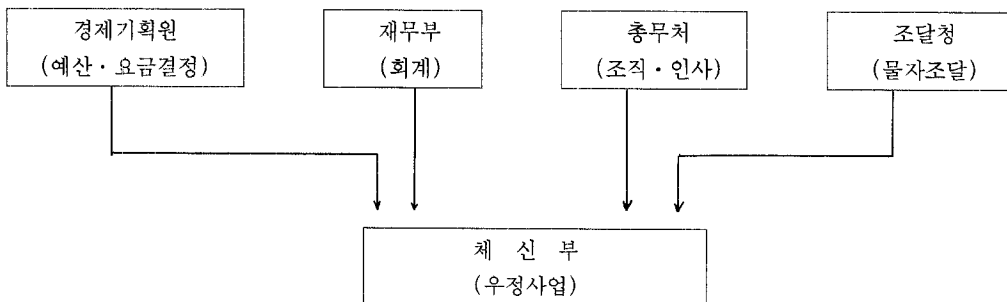 경제기획원
(예산·요금결정)
재무부
(회계)
총무처
(조직·인사)
조달청
(물자조달)
체 신 부
(우정사업)